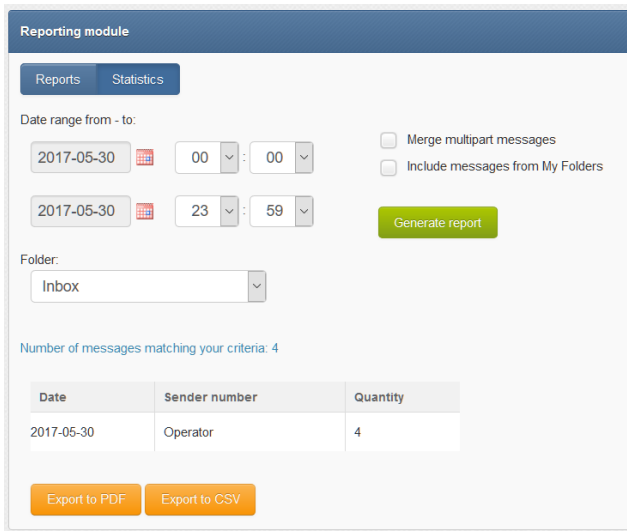 Reporting module
Reports Statistics
Date range from - to:
2017-05-30 00 : 00
Merge multipart messages
Include messages from My Folders
2017-05-30 23 : 59
Generate report
Folder:
Inbox
Number of messages matching your criteria: 4
Date Sender number Quantity
2017-05-30 Operator 4
Export to PDF Export to CSV